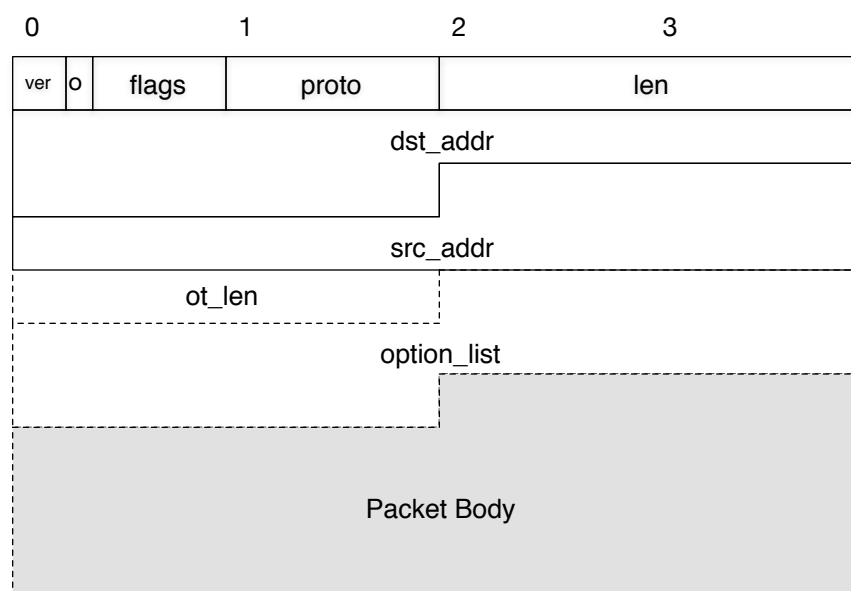 0 1 2 3
ver o flags proto len
dst_addr
src_addr
ot_len
option_list
Packet Body